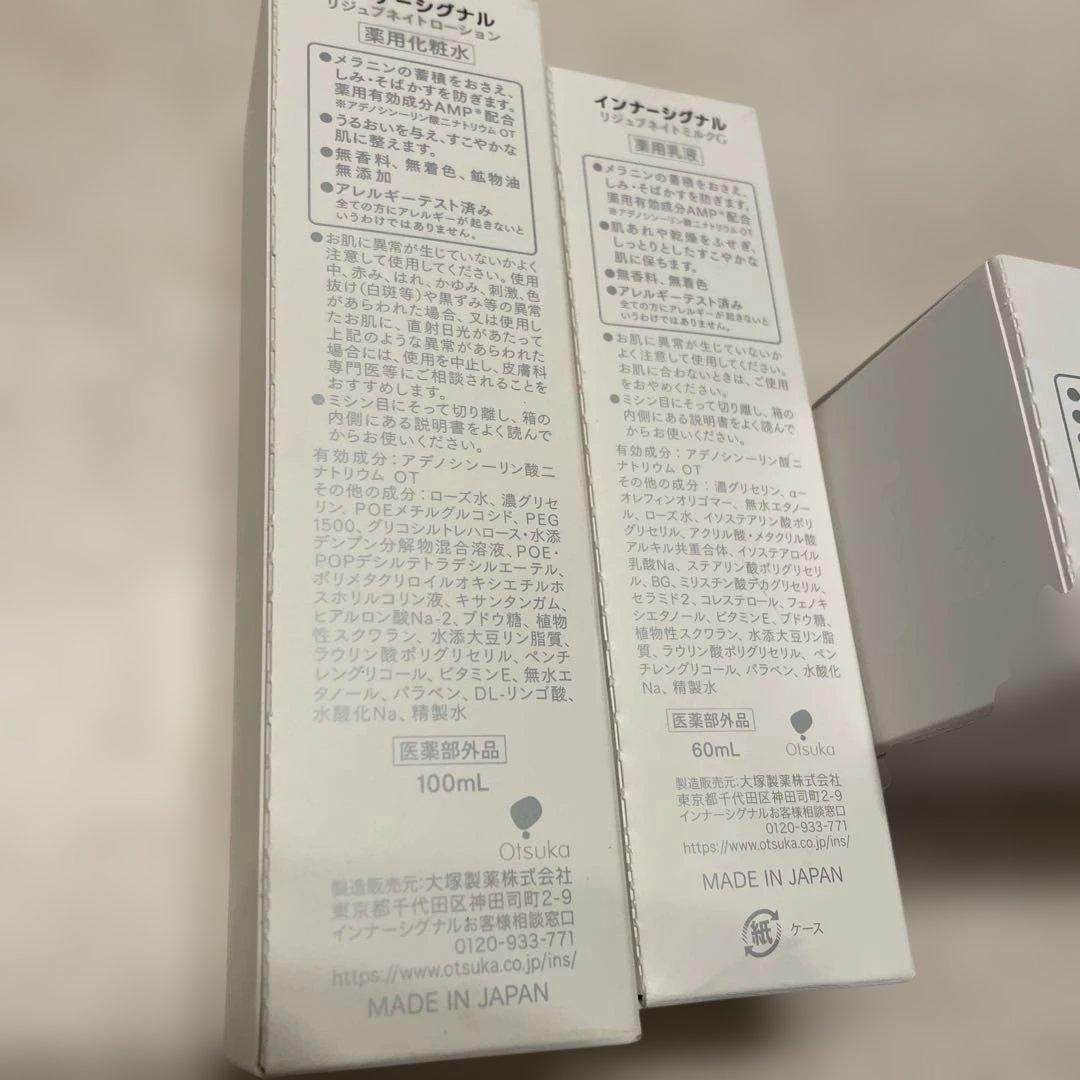 ナーシグナル
リジュブネイトローション
薬用化粧水
●メラニンの蓄積をおさえ、
しみ・そばかすを防ぎます。
薬用有効成分AMP※配合
※アデノシン一リン酸二ナトリウム OT
●うるおいを与え、すこやかな
肌に整えます。
●無香料、無着色、鉱物油
無添加
●アレルギーテスト済み
全ての方にアレルギーが起きないと
いうわけではありません。
●お肌に異常が生じていないかよく
注意して使用してください。使用
中、赤み、はれ、かゆみ、刺激、色
抜け(白斑等)や黒ずみ等の異常
があらわれた場合、又は使用し
たお肌に、直射日光があたって
上記のような異常があらわれた
場合には、使用を中止し、皮膚科
専門医等にご相談されることを
おすすめします。
●ミシン目にそって切り離し、箱の
内側にある説明書をよく読んで
からお使いください。
有効成分：アデノシン一リン酸二
ナトリウム OT
その他の成分：ローズ水、濃グリセ
リン、POEメチルグルコシド、PEG
1500、グリコシルトレハロース・水添
デンプン分解物混合溶液、POE・
POPデシルテトラデシルエーテル、
ポリメタクリロイルオキシエチルホ
スホリルコリン液、キサンタンガム、
ヒアルロン酸Na-2、ブドウ糖、植物
性スクワラン、水添大豆リン脂質、
ラウリン酸ポリグリセリル、ペンチ
レングリコール、ビタミンE、無水エ
タノール、パラベン、DL-リンゴ酸、
水酸化Na、精製水
医薬部外品
100mL
Otsuka
製造販売元：大塚製薬株式会社
東京都千代田区神田司町2-9
インナーシグナルお客様相談窓口
0120-933-771
https://www.otsuka.co.jp/ins/
MADE IN JAPAN
インナーシグナル
リジュブネイトミルクG
薬用乳液
●メラニンの蓄積をおさえ、
しみ・そばかすを防ぎます。
薬用有効成分AMP※配合
※アデノシン一リン酸二ナトリウム OT
●肌あれや乾燥をふせぎ、
しっとりとしたすこやかな
肌に保ちます。
●無香料、無着色
●アレルギーテスト済み
全ての方にアレルギーが起きないと
いうわけではありません。
●お肌に異常が生じていないか
よく注意して使用してください。
お肌に合わないときは、ご使用
をおやめください。
●ミシン目にそって切り離し、箱の
内側にある説明書をよく読んで
からお使いください。
有効成分：アデノシン一リン酸二
ナトリウム OT
その他の成分：濃グリセリン、α-
オレフィンオリゴマー、無水エタノー
ル、ローズ水、イソステアリン酸ポリ
グリセリル、アクリル酸・メタクリル酸
アルキル共重合体、イソステアロイル
乳酸Na、ステアリン酸ポリグリセリ
ル、BG、ミリスチン酸デカグリセリル、
セラミド2、コレステロール、フェノキ
シエタノール、ビタミンE、ブドウ糖、
植物性スクワラン、水添大豆リン脂
質、ラウリン酸ポリグリセリル、ペン
チレングリコール、パラベン、水酸化
Na、精製水
医薬部外品
60mL
Otsuka
製造販売元：大塚製薬株式会社
東京都千代田区神田司町2-9
インナーシグナルお客様相談窓口
0120-933-771
https://www.otsuka.co.jp/ins/
MADE IN JAPAN
紙 ケース